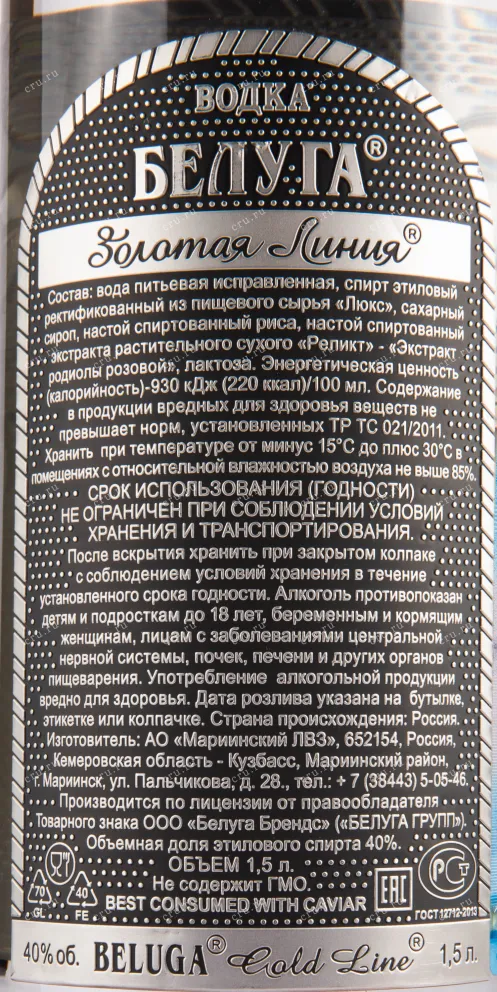 ВОДКА
БЕЛУГА®
Золотая Линия®
Состав: вода питьевая исправленная, спирт этиловый
ректификованный из пищевого сырья «Люкс», сахарный
сироп, настой спиртованный риса, настой спиртованный
экстракта растительного сухого «Реликт» - «Экстракт
родиолы розовой», лактоза. Энергетическая ценность
(калорийность)-930 кДж (220 ккал)/100 мл. Содержание
в продукции вредных для здоровья веществ не
превышает норм, установленных ТР ТС 021/2011.
Хранить при температуре от минус 15°С до плюс 30°С в
помещениях с относительной влажностью воздуха не выше 85%.
СРОК ИСПОЛЬЗОВАНИЯ (ГОДНОСТИ)
НЕ ОГРАНИЧЕН ПРИ СОБЛЮДЕНИИ УСЛОВИЙ
ХРАНЕНИЯ И ТРАНСПОРТИРОВАНИЯ.
После вскрытия хранить при закрытом колпаке
с соблюдением условий хранения в течение
установленного срока годности. Алкоголь противопоказан
детям и подросткам до 18 лет, беременным и кормящим
женщинам, лицам с заболеваниями центральной
нервной системы, почек, печени и других органов
пищеварения. Употребление алкогольной продукции
вредно для здоровья. Дата розлива указана на бутылке,
этикетке или колпачке. Страна происхождения: Россия.
Изготовитель: АО «Мариинский ЛВЗ», 652154, Россия,
Кемеровская область - Кузбасс, Мариинский район,
г. Мариинск, ул. Пальчикова, д. 28., тел.: + 7 (38443) 5-05-46.
Производится по лицензии от правообладателя
Товарного знака ООО «Белуга Брендс» («БЕЛУГА ГРУПП»).
Объемная доля этилового спирта 40%.
ОБЪЕМ 1,5 л.
Не содержит ГМО.
BEST CONSUMED WITH CAVIAR
70
GL
40
FE
EAC
РСТ
ГОСТ 12712-2013
40% об. BELUGA® Gold Line® 1,5 л.
cru.ru